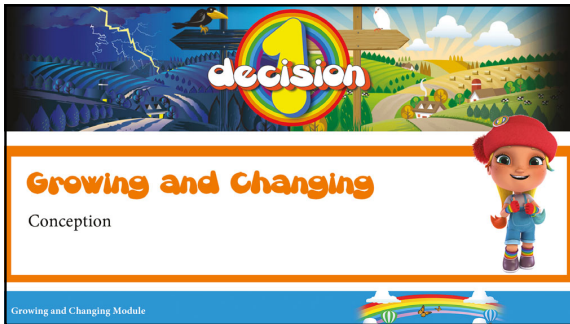 1
decision
Growing and Changing
Conception
Growing and Changing Module